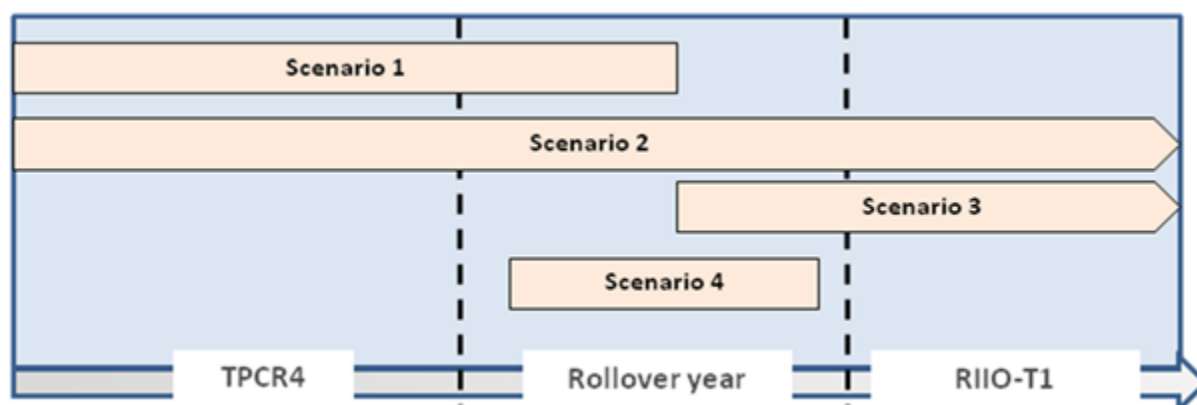 Scenario 1
Scenario 2
Scenario 3
Scenario 4
TPCR4 Rollover year RIIO-T1